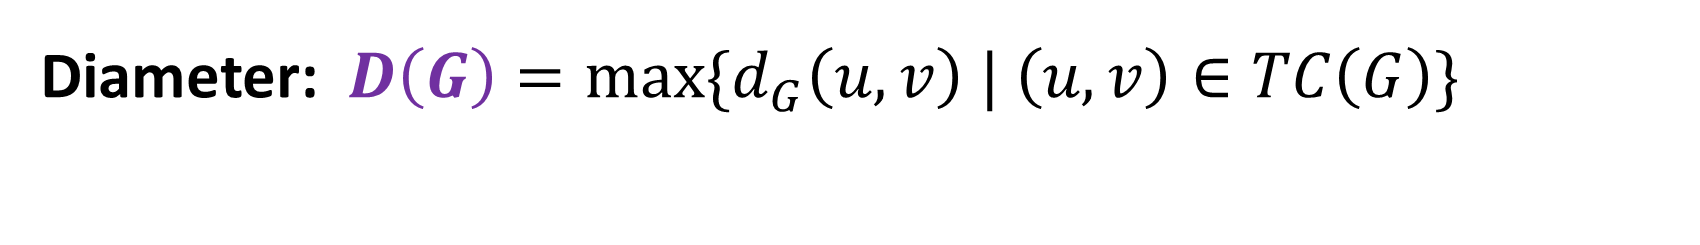 Diameter: D(G) = max{d_G(u, v) | (u, v) ∈ TC(G)}